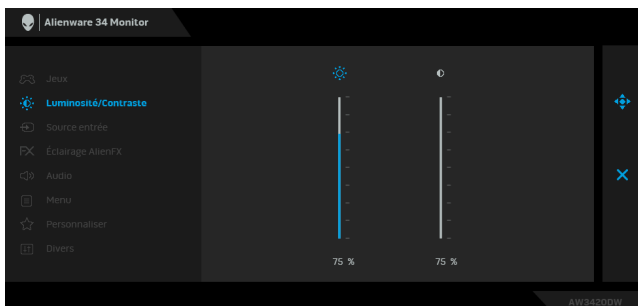 Alienware 34 Monitor
Jeux
Luminosité/Contraste
Source entrée
FX Éclairage AlienFX
Audio
Menu
Personnaliser
Divers
75 % 75 %
AW3420DW